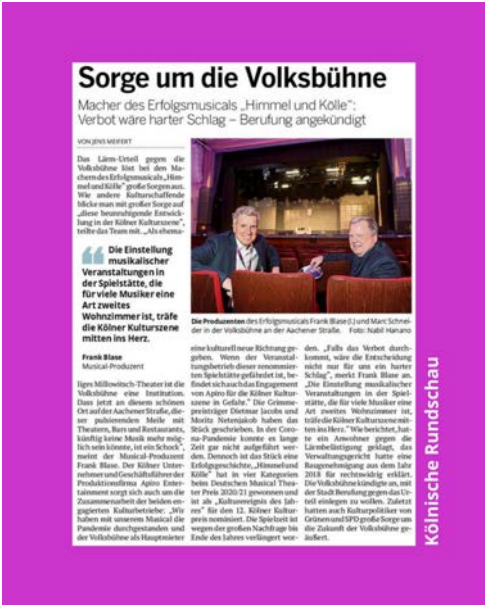 Sorge um die Volksbühne
Macher des Erfolgsmusicals „Himmel und Kölle“:
Verbot wäre harter Schlag – Berufung angekündigt
VON JENS MEIFERT
Das Lärm-Urteil gegen die
Volksbühne löst bei den Ma-
chern des Erfolgsmusicals „Him-
mel und Kölle“ große Sorgen aus.
Wie andere Kulturschaffende
blicke man mit großer Sorge auf
„diese beunruhigende Entwick-
lung in der Kölner Kulturszene“,
teilte das Team mit. „Als ehema-
Die Einstellung
musikalischer
Veranstaltungen in
der Spielstätte, die
für viele Musiker eine
Art zweites
Wohnzimmer ist, träfe
die Kölner Kulturszene
mitten ins Herz.
Frank Blase
Musical-Produzent
liges Millowitsch-Theater ist die
Volksbühne eine Institution.
Dass jetzt an diesem schönen
Ort auf der Aachener Straße, die-
ser pulsierenden Meile mit
Theatern, Bars und Restaurants,
künftig keine Musik mehr mög-
lich sein könnte, ist ein Schock“,
meint der Musical-Produzent
Frank Blase. Der Kölner Unter-
nehmer und Geschäftsführer der
Produktionsfirma Apiro Enter-
tainment sorgt sich auch um die
Zusammenarbeit der beiden en-
gagierten Kulturbetriebe: „Wir
haben mit unserem Musical die
Pandemie durchgestanden und
der Volksbühne als Hauptmieter
Die Produzenten des Erfolgsmusicals Frank Blase (l.) und Marc Schnei-
der in der Volksbühne an der Aachener Straße. Foto: Nabil Hanano
eine kulturell neue Richtung ge-
geben. Wenn der Veranstal-
tungsbetrieb dieser renommier-
ten Spielstätte gefährdet ist, be-
findet sich auch das Engagement
von Apiro für die Kölner Kultur-
szene in Gefahr.“ Die Grimme-
preisträger Dietmar Jacobs und
Moritz Netenjakob haben das
Stück geschrieben. In der Coro-
na-Pandemie konnte es lange
Zeit gar nicht aufgeführt wer-
den. Dennoch ist das Stück eine
Erfolgsgeschichte, „Himmel und
Kölle“ hat in vier Kategorien
beim Deutschen Musical Thea-
ter Preis 2020/21 gewonnen und
ist als „Kulturereignis des Jah-
res“ für den 12. Kölner Kultur-
preis nominiert. Die Spielzeit ist
wegen der großen Nachfrage bis
Ende des Jahres verlängert wor-
den. „Falls das Verbot durch-
kommt, wäre die Entscheidung
nicht nur für uns ein harter
Schlag“, merkt Frank Blase an.
„Die Einstellung musikalischer
Veranstaltungen in der Spiel-
stätte, die für viele Musiker eine
Art zweites Wohnzimmer ist,
träfe die Kölner Kulturszene mit-
ten ins Herz.“ Wie berichtet, hat-
te ein Anwohner gegen die
Lärmbelästigung geklagt, das
Verwaltungsgericht hatte eine
Baugenehmigung aus dem Jahr
2018 für rechtswidrig erklärt.
Die Volksbühne kündigte an, mit
der Stadt Berufung gegen das Ur-
teil einlegen zu wollen. Zuletzt
hatten auch Kulturpolitiker von
Grünen und SPD große Sorge um
die Zukunft der Volksbühne ge-
äußert.
Kölnische Rundschau